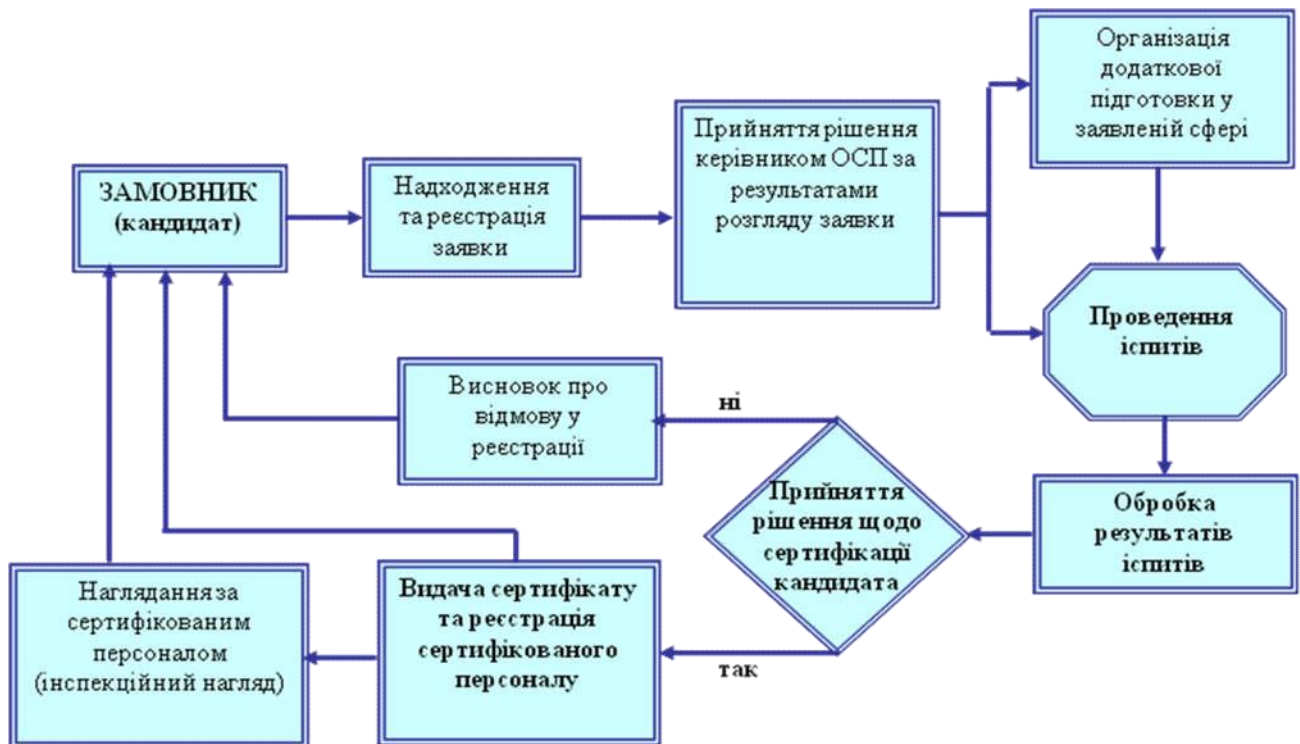 ЗАМОВНИК
(кандидат)
Надходження
та реєстрація
заявки
Прийняття рішення
керівником ОСП за
результатами
розгляду заявки
Організація
додаткової
підготовки у
заявленій сфері
Проведення
іспитів
Обробка
результатів
іспитів
Прийняття
рішення щодо
сертифікації
кандидата
ні
Висновок про
відмову у
реєстрації
так
Видача сертифікату
та реєстрація
сертифікованого
персоналу
Наглядання за
сертифікованим
персоналом
(інспекційний нагляд)